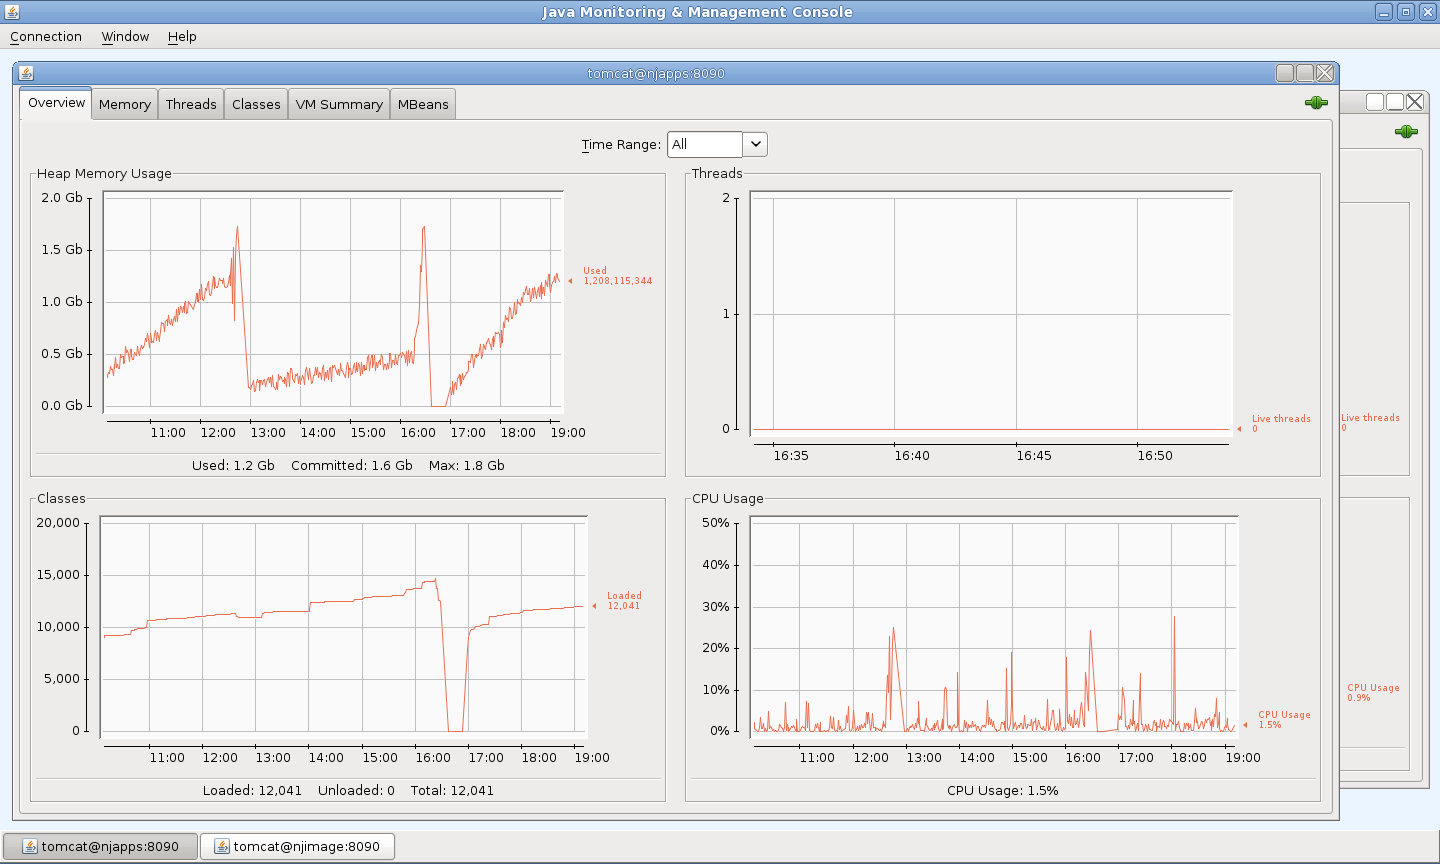 Java Monitoring & Management Console
Connection Window Help
tomcat@njapps:8090
Overview Memory Threads Classes VM Summary MBeans
Time Range: All
Heap Memory Usage
2.0 Gb
1.5 Gb
1.0 Gb
0.5 Gb
0.0 Gb
Used
1,208,115,344
11:00 12:00 13:00 14:00 15:00 16:00 17:00 18:00 19:00
Used: 1.2 Gb Committed: 1.6 Gb Max: 1.8 Gb
Threads
2
1
0
Live threads
0
16:35 16:40 16:45 16:50
Live threads
0
Classes
20,000
15,000
10,000
5,000
0
Loaded
12,041
11:00 12:00 13:00 14:00 15:00 16:00 17:00 18:00 19:00
Loaded: 12,041 Unloaded: 0 Total: 12,041
CPU Usage
50%
40%
30%
20%
10%
0%
CPU Usage
1.5%
11:00 12:00 13:00 14:00 15:00 16:00 17:00 18:00 19:00
CPU Usage: 1.5%
CPU Usage
0.9%
tomcat@njapps:8090 tomcat@njimage:8090